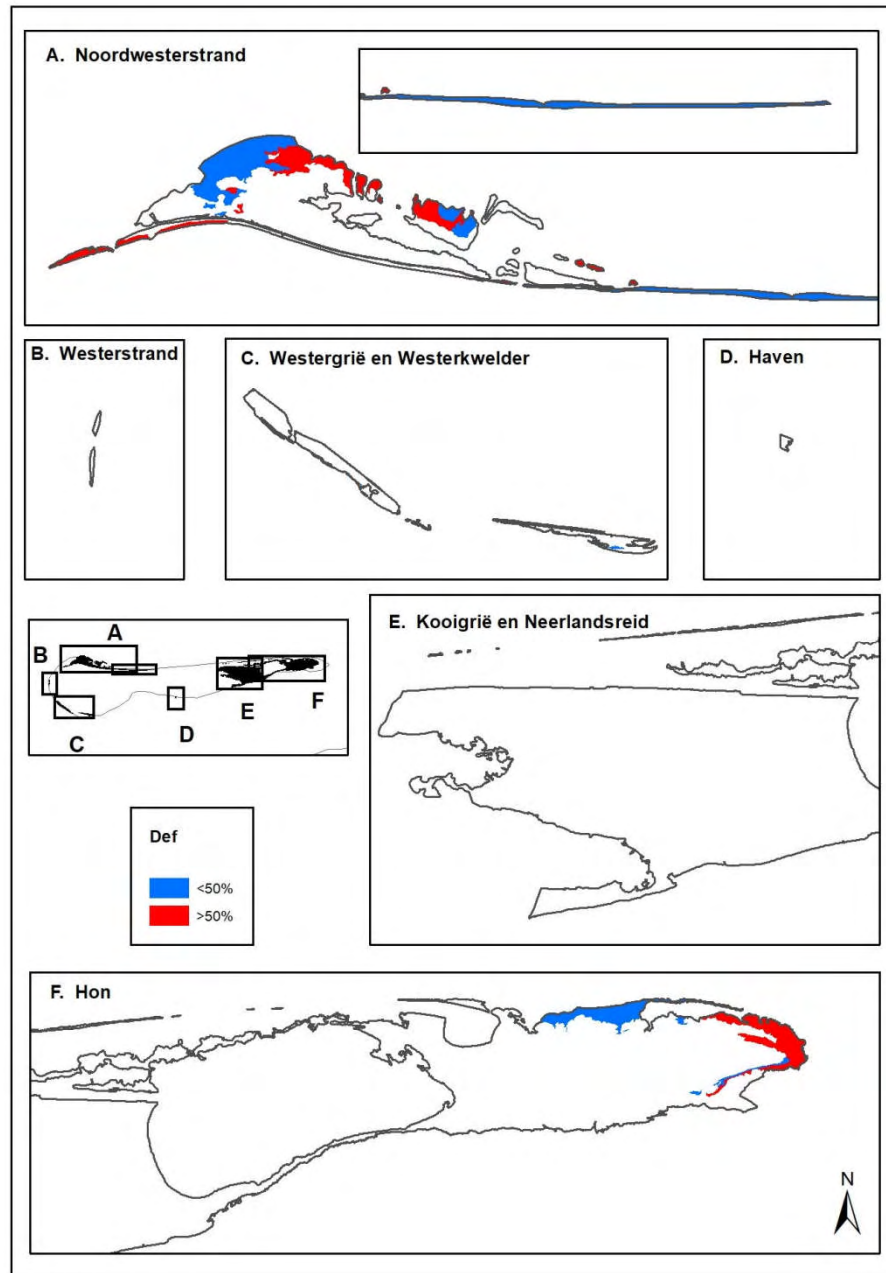 A. Noordwesterstrand
B. Westerstrand
C. Westergrië en Westerkwelder
D. Haven
A
B
C
D
E
F
E. Kooigrië en Neerlandsreid
Def
<50%
>50%
F. Hon
N